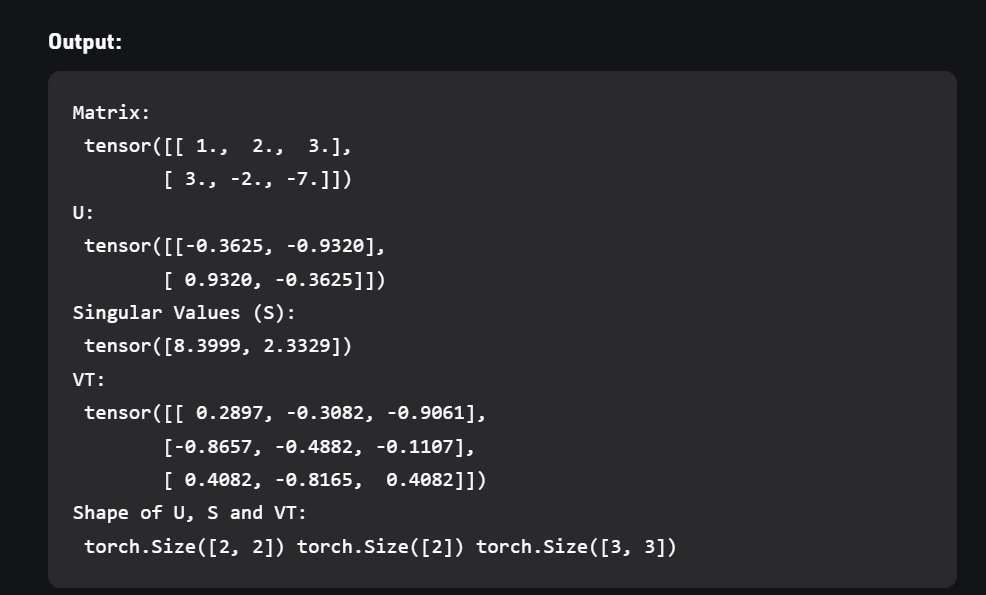 Output:
Matrix:
 tensor([[ 1.,  2.,  3.],
        [ 3., -2., -7.]])
U:
 tensor([[-0.3625, -0.9320],
        [ 0.9320, -0.3625]])
Singular Values (S):
 tensor([8.3999, 2.3329])
VT:
 tensor([[ 0.2897, -0.3082, -0.9061],
        [-0.8657, -0.4882, -0.1107],
        [ 0.4082, -0.8165,  0.4082]])
Shape of U, S and VT:
 torch.Size([2, 2]) torch.Size([2]) torch.Size([3, 3])